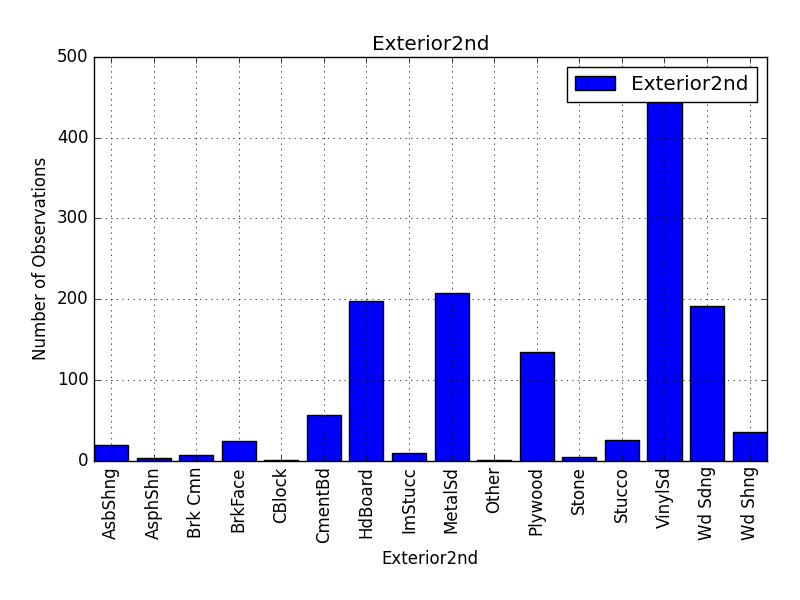 Exterior2nd
Exterior2nd
500
400
300
200
100
0
Number of Observations
AsbShng
AsphShn
Brk Cmn
BrkFace
CBlock
CmentBd
HdBoard
ImStucc
MetalSd
Other
Plywood
Stone
Stucco
VinylSd
Wd Sdng
Wd Shng
Exterior2nd